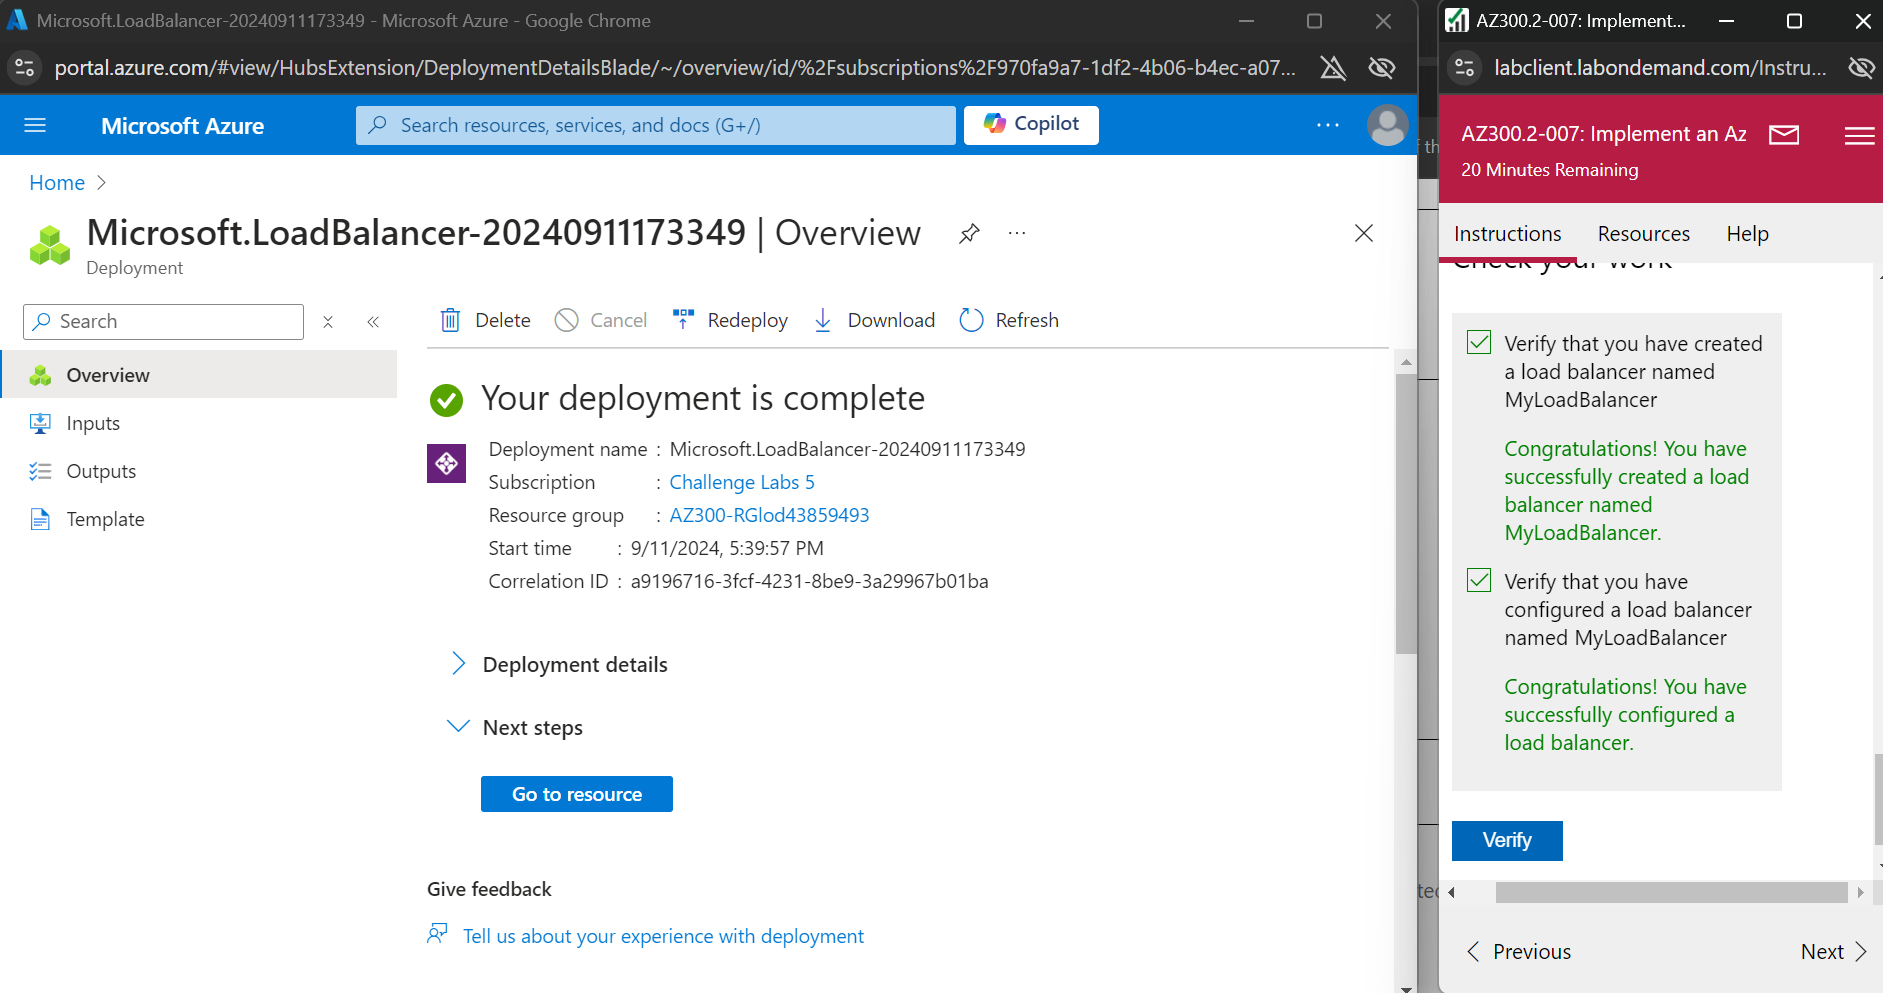 Microsoft.LoadBalancer-20240911173349 - Microsoft Azure - Google Chrome
portal.azure.com/#view/HubsExtension/DeploymentDetailsBlade/~/overview/id/%2Fsubscriptions%2F970fa9a7-1df2-4b06-b4ec-a07...
Microsoft Azure
Search resources, services, and docs (G+/)
Copilot
Home
Microsoft.LoadBalancer-20240911173349 | Overview
Deployment
Search
Overview
Inputs
Outputs
Template
Delete
Cancel
Redeploy
Download
Refresh
Your deployment is complete
Deployment name : Microsoft.LoadBalancer-20240911173349
Subscription : Challenge Labs 5
Resource group : AZ300-RGlod43859493
Start time : 9/11/2024, 5:39:57 PM
Correlation ID : a9196716-3fcf-4231-8be9-3a29967b01ba
Deployment details
Next steps
Go to resource
Give feedback
Tell us about your experience with deployment
AZ300.2-007: Implement...
labclient.labondemand.com/Instru...
AZ300.2-007: Implement an Az
20 Minutes Remaining
Instructions
Resources
Help
Check your work
Verify that you have created
a load balancer named
MyLoadBalancer
Congratulations! You have
successfully created a load
balancer named
MyLoadBalancer.
Verify that you have
configured a load balancer
named MyLoadBalancer
Congratulations! You have
successfully configured a
load balancer.
Verify
Previous
Next